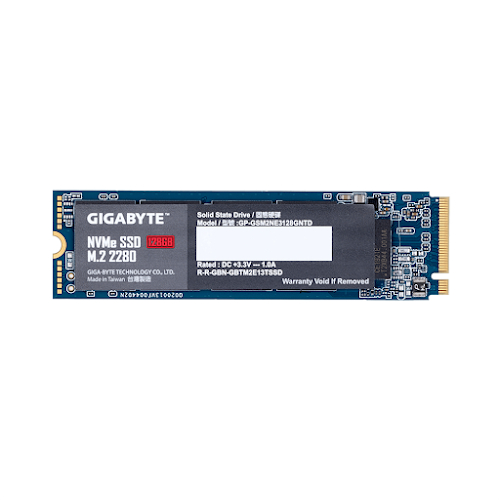 GIGABYTE™
NVMe SSD 128GB
M.2 2280
GIGA-BYTE TECHNOLOGY CO., LTD.
Made in Taiwan 台灣製造
Solid State Drive / 固態硬碟
Model / 型號 :GP-GSM2NE3128GNTD
Rated : DC +3.3V ⎓ 1.0A
R-R-GBN-GBTM2E13TSSD
Warranty Void If Removed